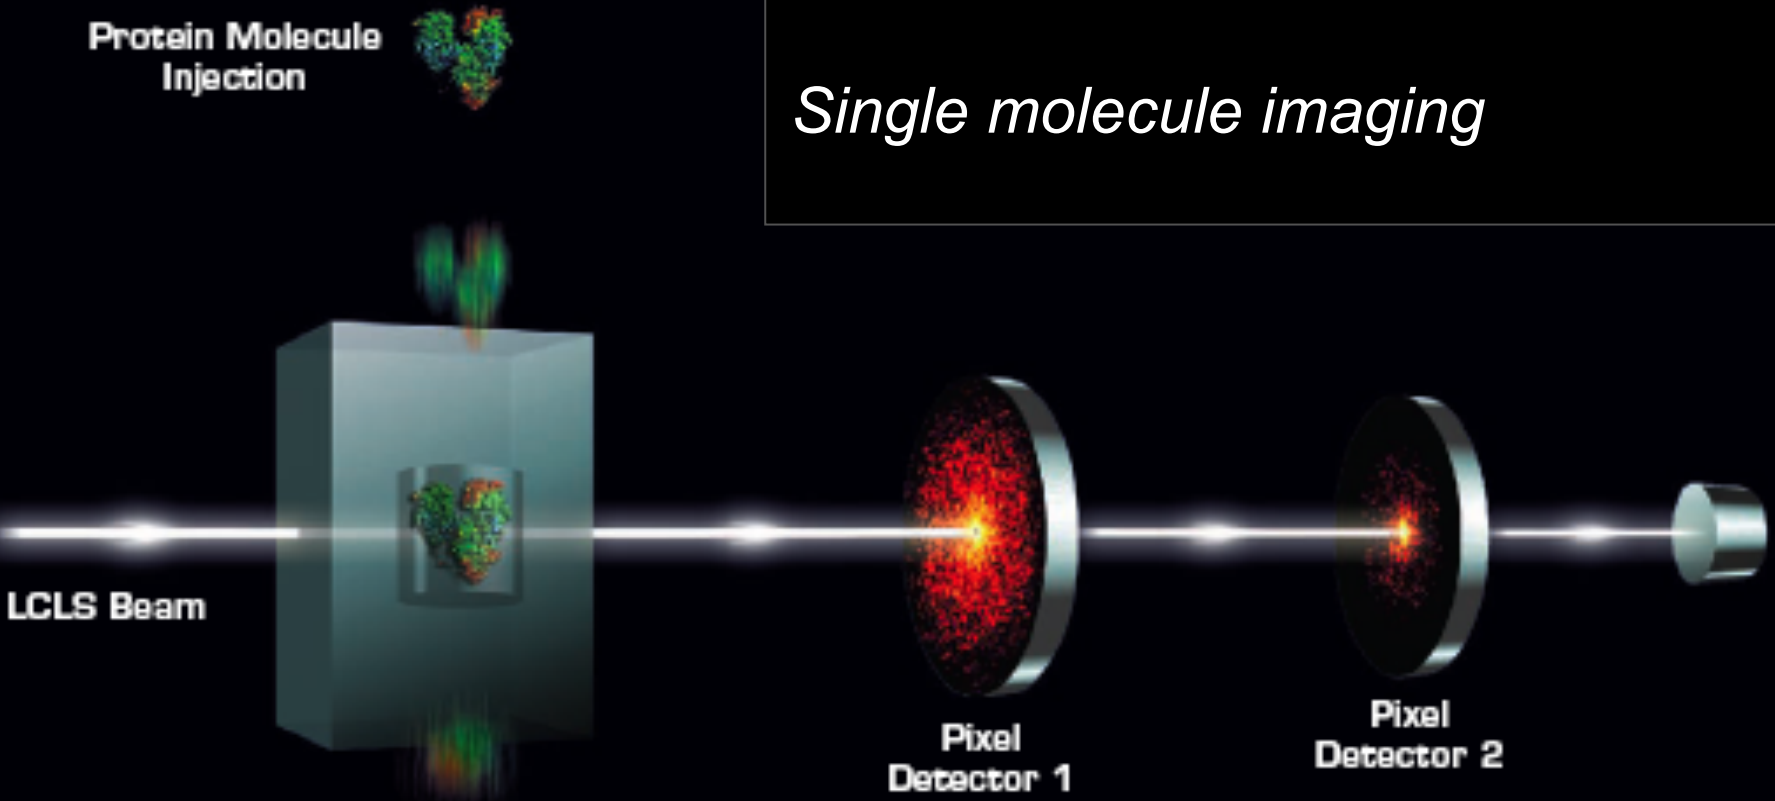 Protein Molecule
Injection
Single molecule imaging
LCLS Beam
Pixel
Detector 1
Pixel
Detector 2